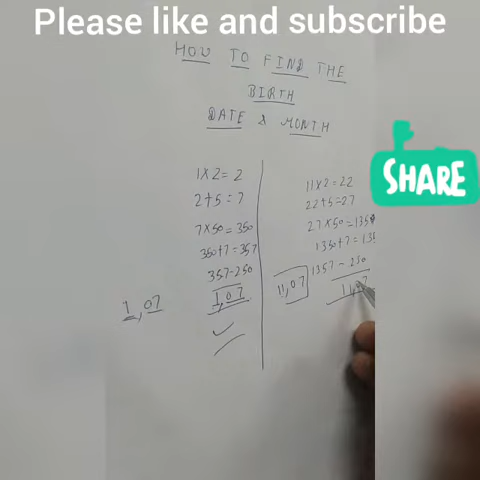 Please like and subscribe
HOW TO FIND THE
BIRTH
DATE & MONTH
SHARE
1x2=2
2+5=7
7x50=350
350+7=357
357-250
1,07
1,07
11x2=22
22+5=27
27x50=1350
1350+7=135
1357-250
11,07
11,07